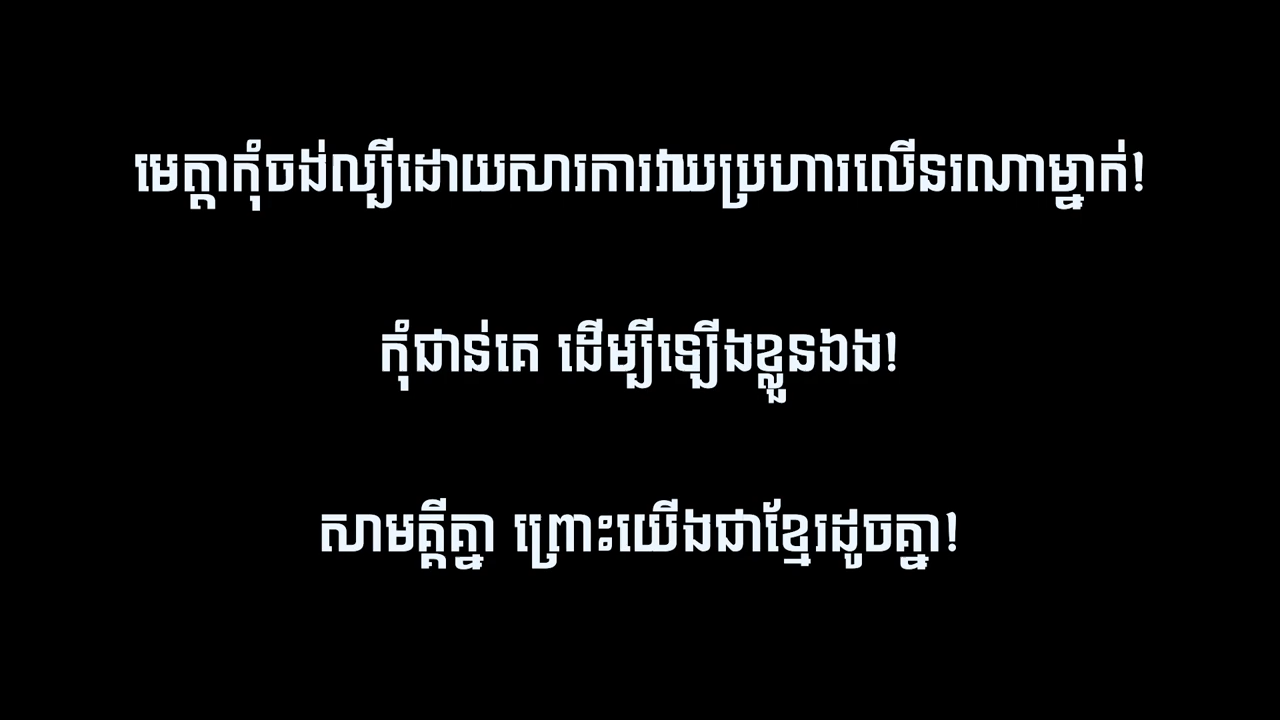 មេត្តាកុំចង់ល្បីដោយសារការវាយប្រហារលើនរណាម្នាក់!
កុំជាន់គេ ដើម្បីឡើងខ្លួនឯង!
សាមគ្គីគ្នា ព្រោះយើងជាខ្មែរដូចគ្នា!